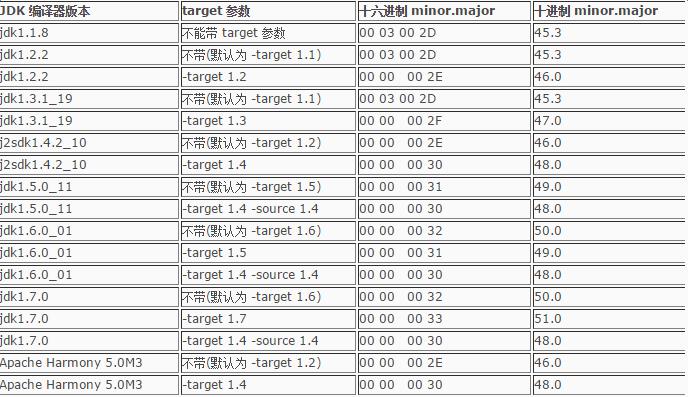 JDK 编译器版本 target 参数 十六进制 minor.major 十进制 minor.major
jdk1.1.8 不能带 target 参数 00 03 00 2D 45.3
jdk1.2.2 不带(默认为 -target 1.1) 00 03 00 2D 45.3
jdk1.2.2 -target 1.2 00 00 00 2E 46.0
jdk1.3.1_19 不带(默认为 -target 1.1) 00 03 00 2D 45.3
jdk1.3.1_19 -target 1.3 00 00 00 2F 47.0
j2sdk1.4.2_10 不带(默认为 -target 1.2) 00 00 00 2E 46.0
j2sdk1.4.2_10 -target 1.4 00 00 00 30 48.0
jdk1.5.0_11 不带(默认为 -target 1.5) 00 00 00 31 49.0
jdk1.5.0_11 -target 1.4 -source 1.4 00 00 00 30 48.0
jdk1.6.0_01 不带(默认为 -target 1.6) 00 00 00 32 50.0
jdk1.6.0_01 -target 1.5 00 00 00 31 49.0
jdk1.6.0_01 -target 1.4 -source 1.4 00 00 00 30 48.0
jdk1.7.0 不带(默认为 -target 1.6) 00 00 00 32 50.0
jdk1.7.0 -target 1.7 00 00 00 33 51.0
jdk1.7.0 -target 1.4 -source 1.4 00 00 00 30 48.0
Apache Harmony 5.0M3 不带(默认为 -target 1.2) 00 00 00 2E 46.0
Apache Harmony 5.0M3 -target 1.4 00 00 00 30 48.0